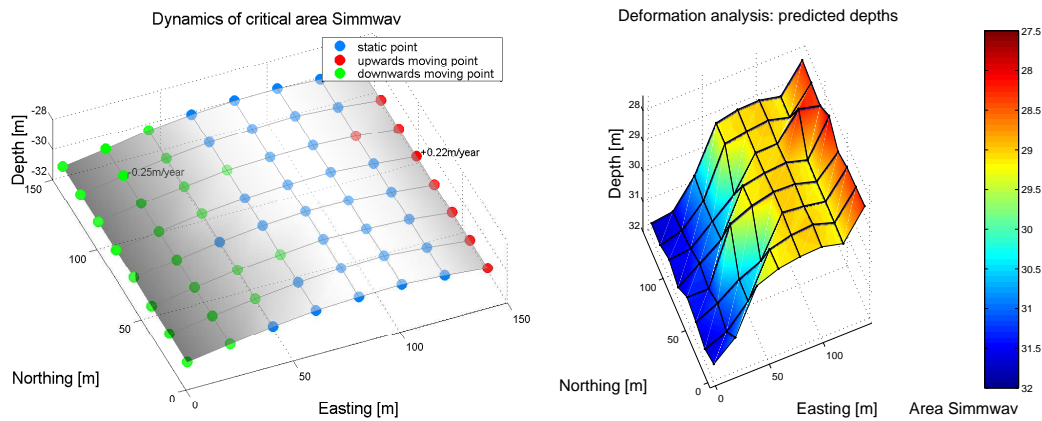 Dynamics of critical area Simmwav
static point
upwards moving point
downwards moving point
-28
-30
-32
Depth [m]
150
100
50
0
-0.25m/year
+0.22m/year
0
50
100
150
Northing [m]
Easting [m]
Deformation analysis: predicted depths
28
29
30
31
32
Depth [m]
100
50
0
0
50
100
Northing [m]
Easting [m]
27.5
28
28.5
29
29.5
30
30.5
31
31.5
32
Area Simmwav